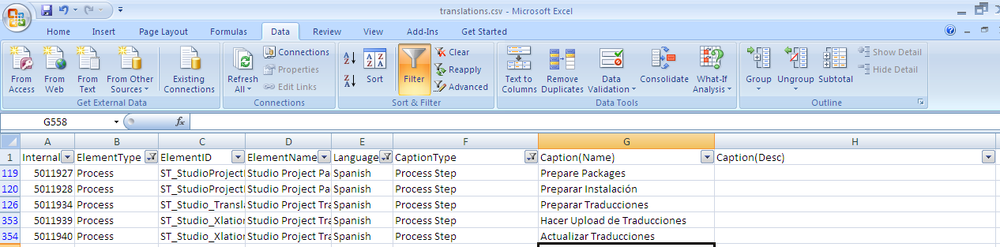 translations.csv - Microsoft Excel
Home Insert Page Layout Formulas Data Review View Add-Ins Get Started
From Access
From Web
From Text
From Other Sources
Existing Connections
Get External Data
Refresh All
Connections
Properties
Edit Links
Connections
Sort
Filter
Clear
Reapply
Advanced
Sort & Filter
Text to Columns
Remove Duplicates
Data Validation
Consolidate
What-If Analysis
Data Tools
Group
Ungroup
Subtotal
Show Detail
Hide Detail
Outline
G558 fx
A B C D E F G H
1 Internal ElementType ElementID ElementName Language CaptionType Caption(Name) Caption(Desc)
119 5011927 Process ST_StudioProject Studio Project Pa Spanish Process Step Prepare Packages
120 5011928 Process ST_StudioProject Studio Project Pa Spanish Process Step Preparar Instalación
126 5011934 Process ST_Studio_Transla Studio Project Tra Spanish Process Step Preparar Traducciones
353 5011939 Process ST_Studio_Xlation Studio Project Tra Spanish Process Step Hacer Upload de Traducciones
354 5011940 Process ST_Studio_Xlation Studio Project Tra Spanish Process Step Actualizar Traducciones